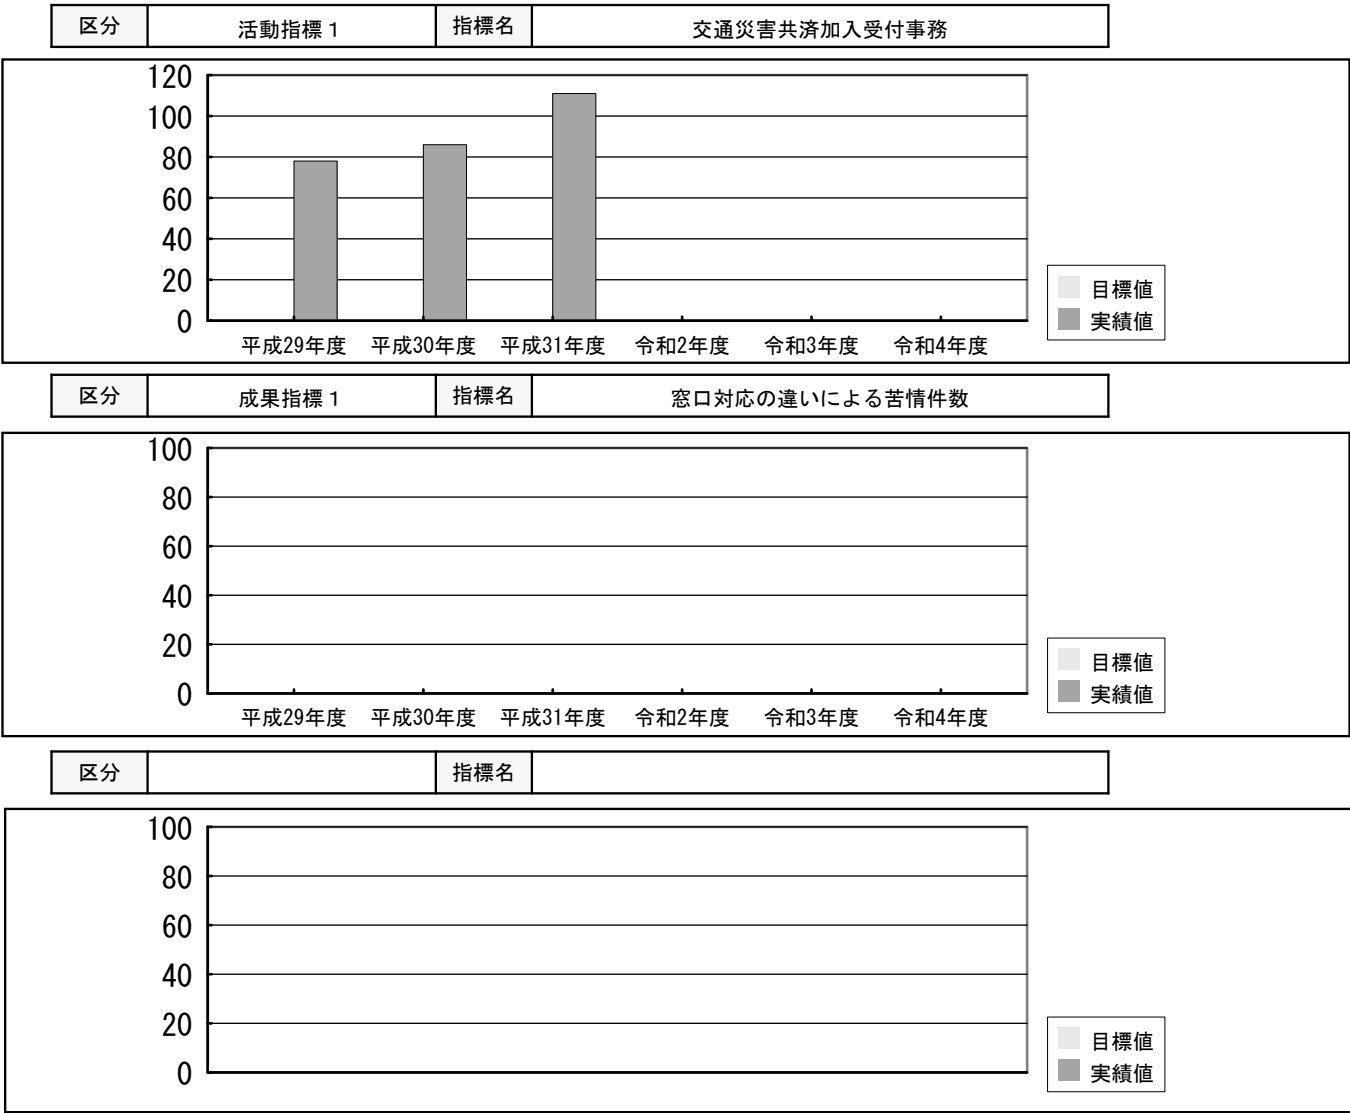 区分 活動指標１ 指標名 交通災害共済加入受付事務
120
100
80
60
40
20
0
平成29年度 平成30年度 平成31年度 令和2年度 令和3年度 令和4年度
目標値
実績値
区分 成果指標１ 指標名 窓口対応の違いによる苦情件数
100
80
60
40
20
0
平成29年度 平成30年度 平成31年度 令和2年度 令和3年度 令和4年度
目標値
実績値
区分 指標名
100
80
60
40
20
0
目標値
実績値